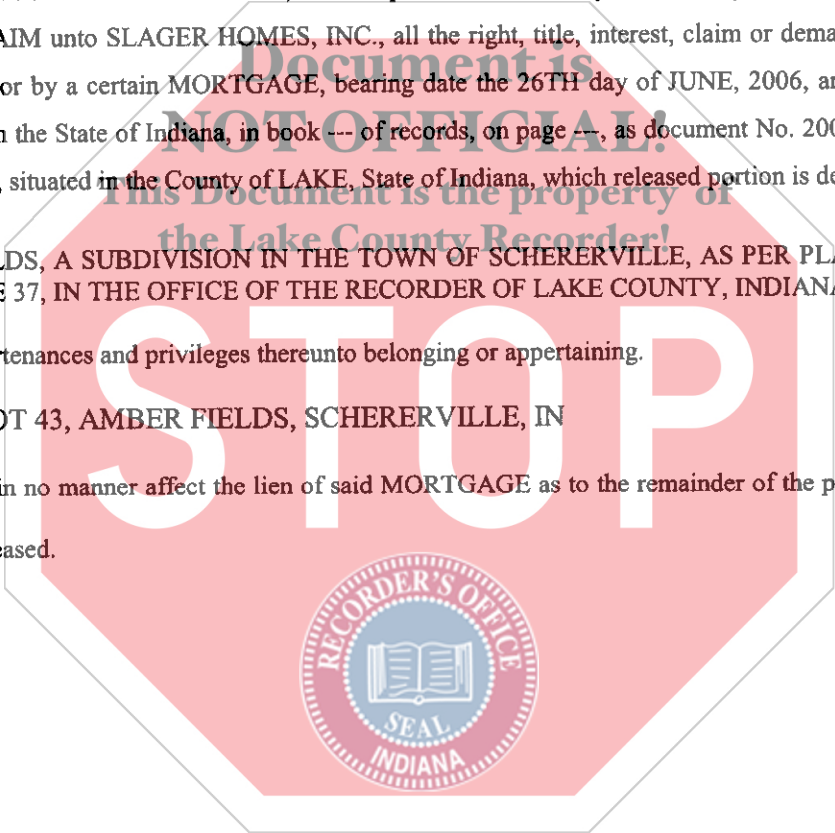 AIM unto SLAGER HOMES, INC., all the right, title, interest, claim or dema
Document is
or by a certain MORTGAGE, bearing date the 26TH day of JUNE, 2006, an
NOT OFFICIAL!
n the State of Indiana, in book --- of records, on page ---, as document No. 200
, situated in the County of LAKE, State of Indiana, which released portion is de
This Document is the property of
the Lake County Recorder!
LDS, A SUBDIVISION IN THE TOWN OF SCHERERVILLE, AS PER PLA
E 37, IN THE OFFICE OF THE RECORDER OF LAKE COUNTY, INDIANA
STOP
rtenances and privileges thereunto belonging or appertaining.
OT 43, AMBER FIELDS, SCHERERVILLE, IN
in no manner affect the lien of said MORTGAGE as to the remainder of the p
eased.
RECORDER'S OFFICE
SEAL
INDIANA